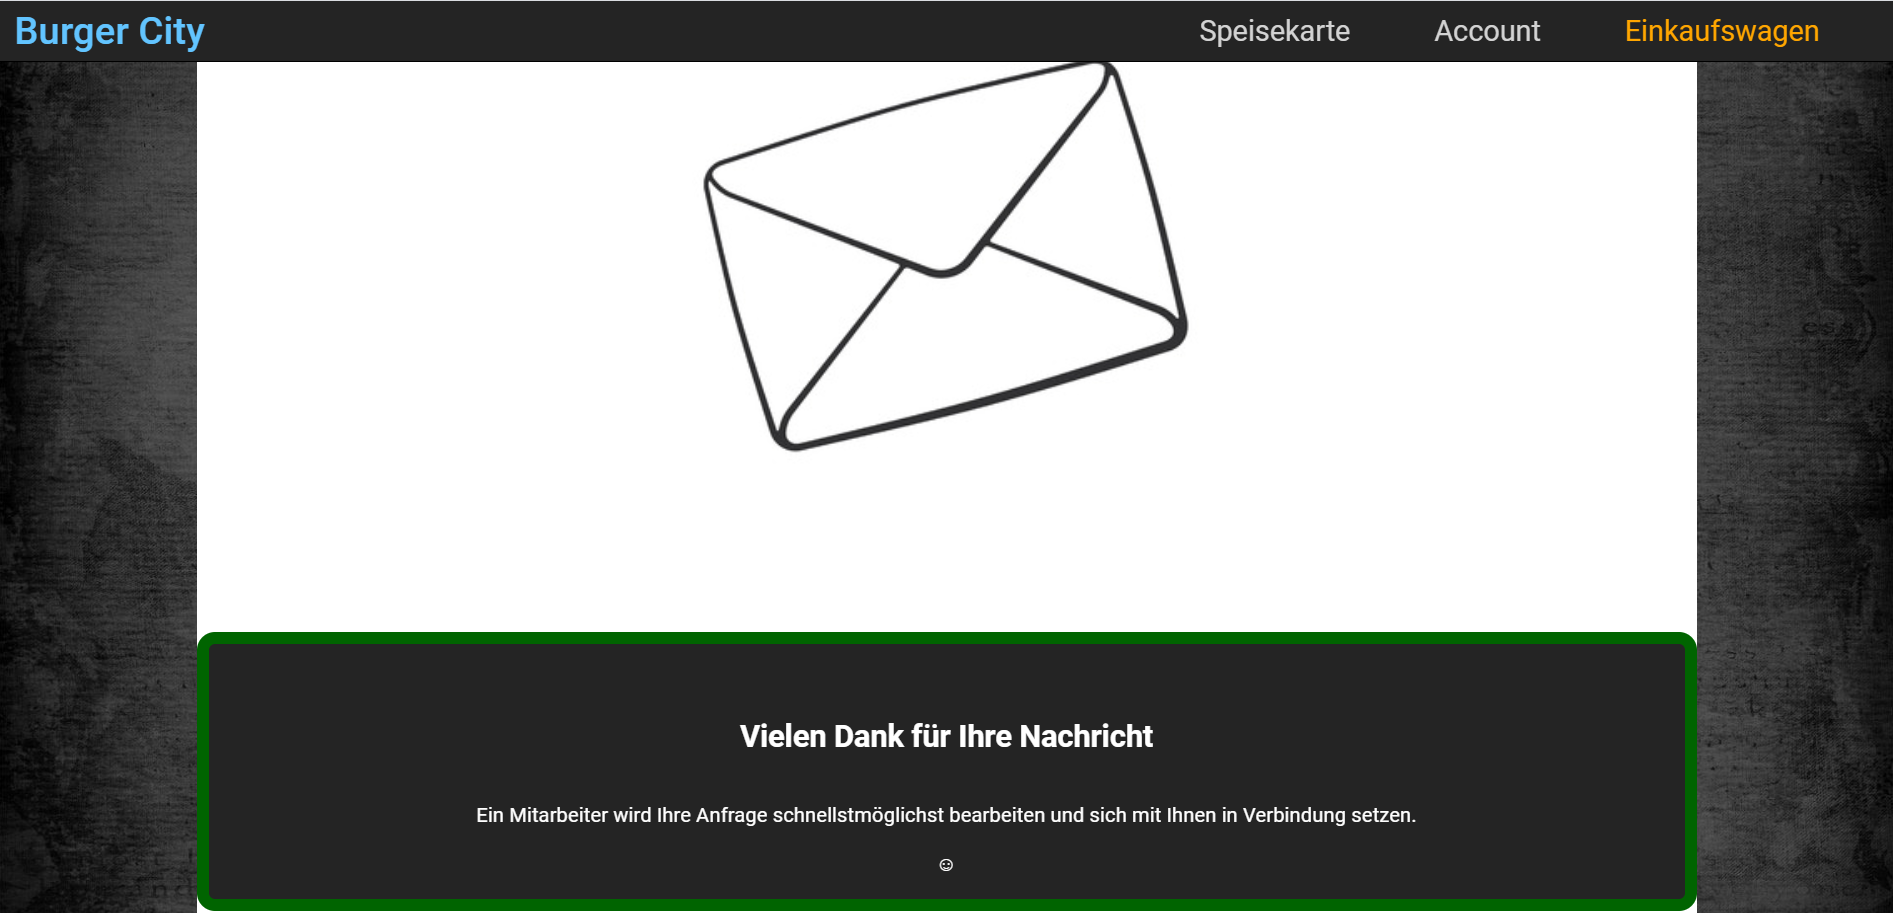 Burger City
Speisekarte
Account
Einkaufswagen
Vielen Dank für Ihre Nachricht
Ein Mitarbeiter wird Ihre Anfrage schnellstmöglichst bearbeiten und sich mit Ihnen in Verbindung setzen.
☺